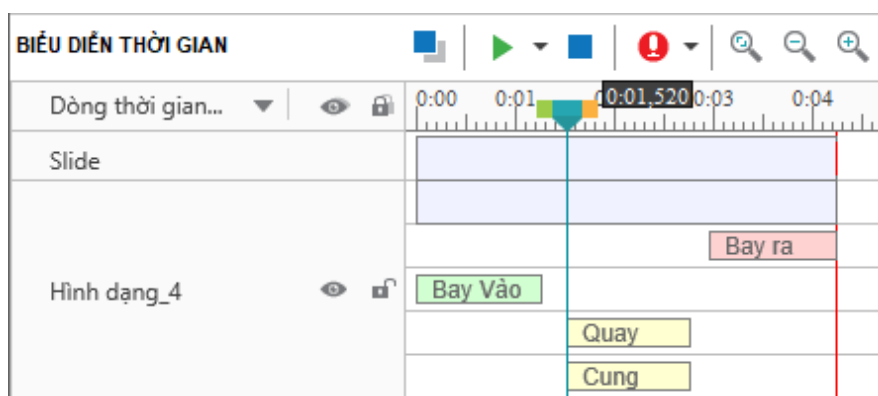 BIỂU DIỄN THỜI GIAN
Dòng thời gian...
0:00 0:01 0:01,520 0:03 0:04
Slide
Bay ra
Hình dạng_4
Bay Vào
Quay
Cung